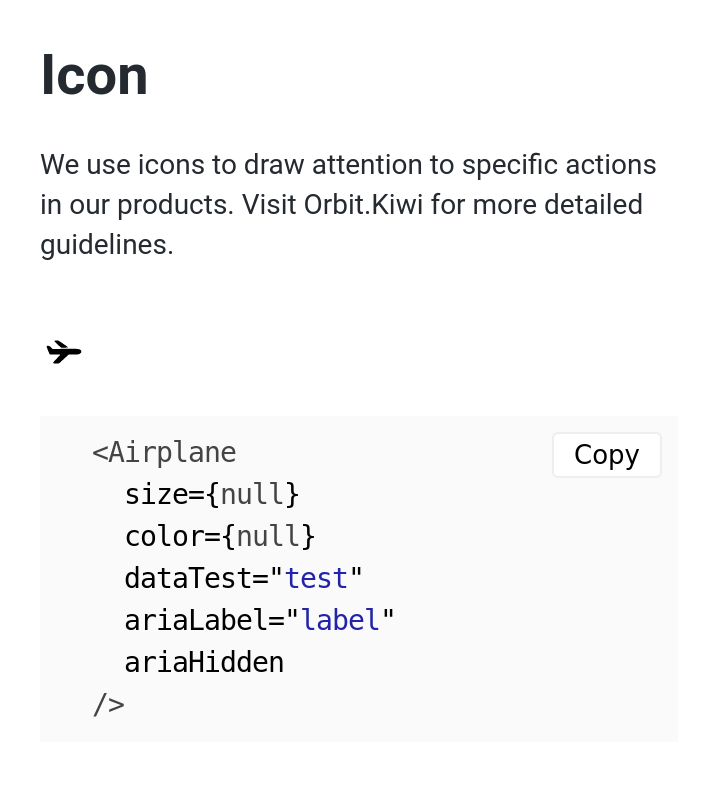 Icon
We use icons to draw attention to specific actions
in our products. Visit Orbit.Kiwi for more detailed
guidelines.
Copy
<Airplane
  size={null}
  color={null}
  dataTest="test"
  ariaLabel="label"
  ariaHidden
/>